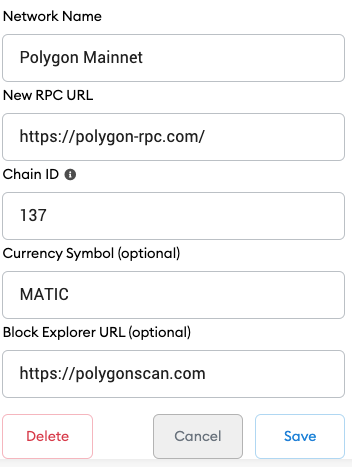 Network Name
Polygon Mainnet
New RPC URL
https://polygon-rpc.com/
Chain ID
137
Currency Symbol (optional)
MATIC
Block Explorer URL (optional)
https://polygonscan.com
Delete Cancel Save